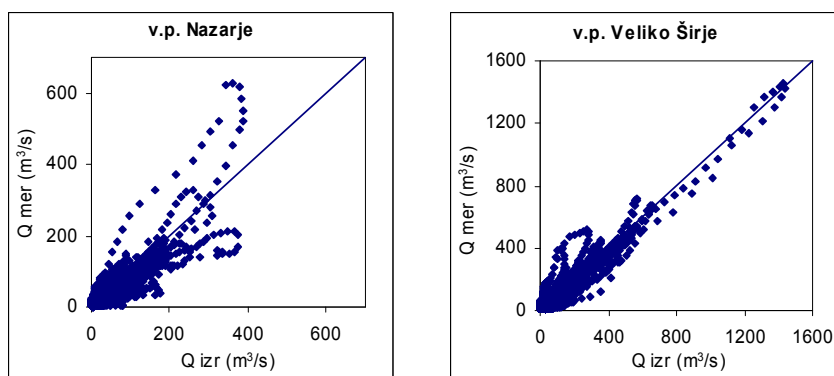 v.p. Nazarje
600
400
200
0
0 200 400 600
Q mer (m³/s)
Q izr (m³/s)
v.p. Veliko Širje
1600
1200
800
400
0
0 400 800 1200 1600
Q mer (m³/s)
Q izr (m³/s)